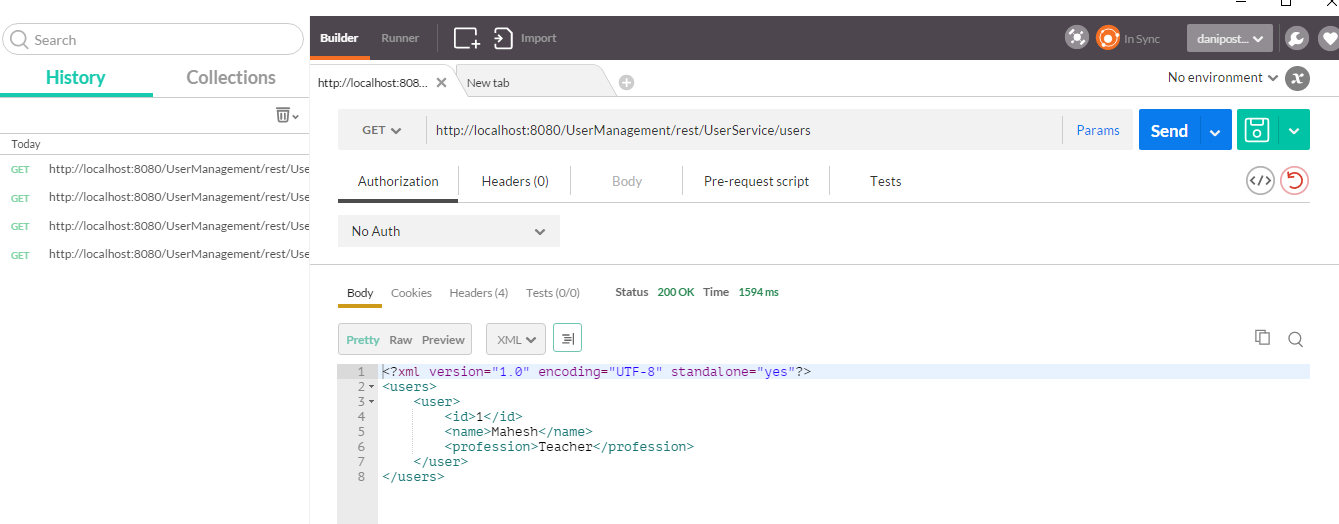 Search
History Collections
Today
GET http://localhost:8080/UserManagement/rest/Use
GET http://localhost:8080/UserManagement/rest/Use
GET http://localhost:8080/UserManagement/rest/Use
GET http://localhost:8080/UserManagement/rest/Use
Builder Runner Import In Sync danipost...
http://localhost:808... New tab No environment
GET http://localhost:8080/UserManagement/rest/UserService/users Params Send
Authorization Headers (0) Body Pre-request script Tests
No Auth
Body Cookies Headers (4) Tests (0/0) Status 200 OK Time 1594 ms
Pretty Raw Preview XML
1 <?xml version="1.0" encoding="UTF-8" standalone="yes"?>
2 <users>
3 <user>
4 <id>1</id>
5 <name>Mahesh</name>
6 <profession>Teacher</profession>
7 </user>
8 </users>